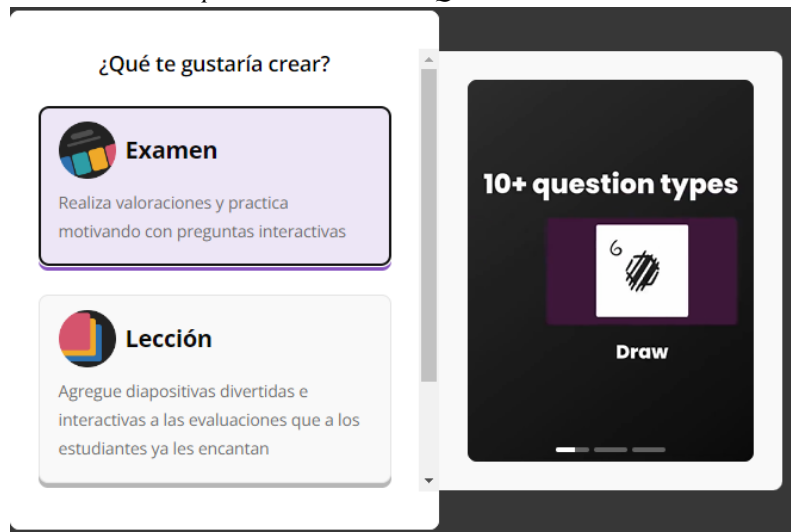 ¿Qué te gustaría crear?
Examen
Realiza valoraciones y practica
motivando con preguntas interactivas
Lección
Agregue diapositivas divertidas e
interactivas a las evaluaciones que a los
estudiantes ya les encantan
10+ question types
6
Draw